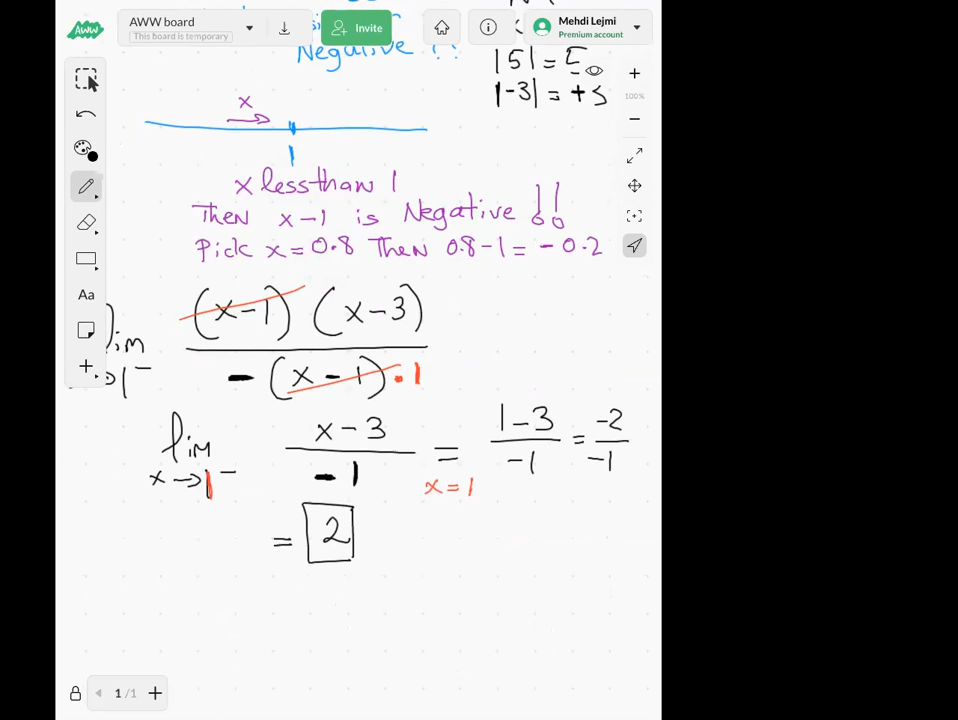 AWW board
This board is temporary
Invite
Mehdi Lejmi
Premium account
Negative !!
|5| = 5
|-3| = +3
100%
x
1
x less than 1
Then x-1 is Negative !!
Pick x=0.8 Then 0.8-1 = -0.2
lim x→1⁻ (x-1) (x-3) / -(x-1)·1
lim x→1⁻ x-3 / -1 = 1-3 / -1 = -2 / -1
x=1
= 2
Aa
1 / 1